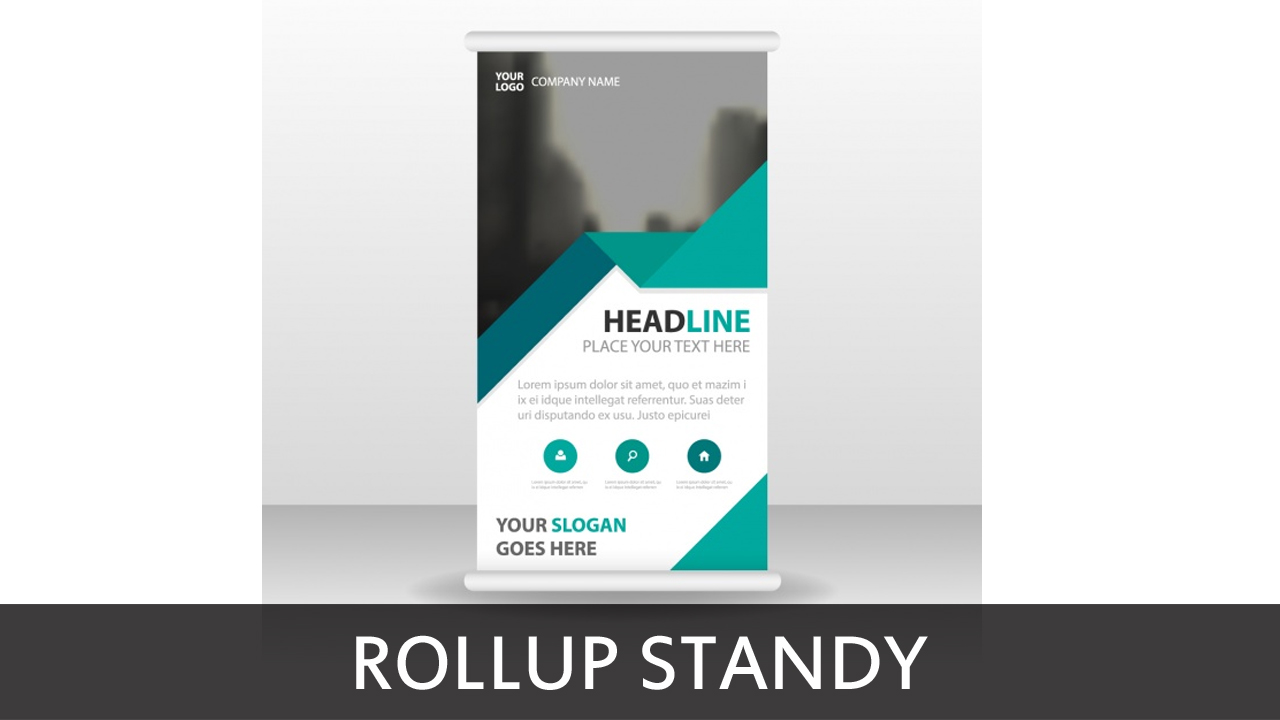 YOUR
LOGO
COMPANY NAME
HEADLINE
PLACE YOUR TEXT HERE
Lorem ipsum dolor sit amet, quo et mazim i
ix ei idque intellegat referrentur. Suas deter
uri disputando ex usu. Justo epicurei
YOUR SLOGAN
GOES HERE
ROLLUP STANDY